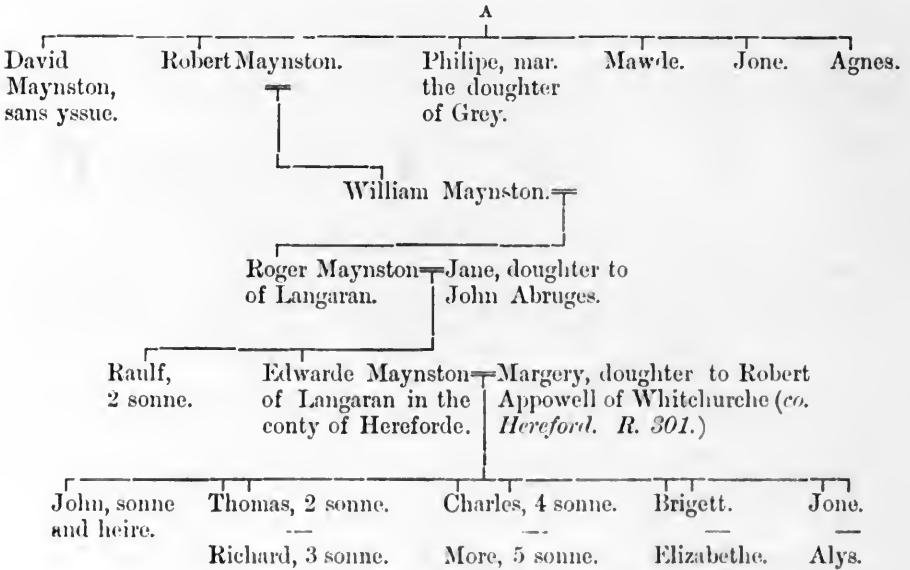 A
David
Maynston,
sans yssue.
Robert Maynston.
Philipe, mar.
the doughter
of Grey.
Mawde.
Jone.
Agnes.
William Maynston.
Roger Maynston
of Langaran.
Jane, doughter to
John Abruges.
Raulf,
2 sonne.
Edwarde Maynston
of Langaran in the
conty of Hereforde.
Margery, doughter to Robert
Appowell of Whitchurche (co.
Hereford. R. 301.)
John, sonne
and heire.
Thomas, 2 sonne.
Richard, 3 sonne.
Charles, 4 sonne.
More, 5 sonne.
Brigett.
Elizabethe.
Jone.
Alys.